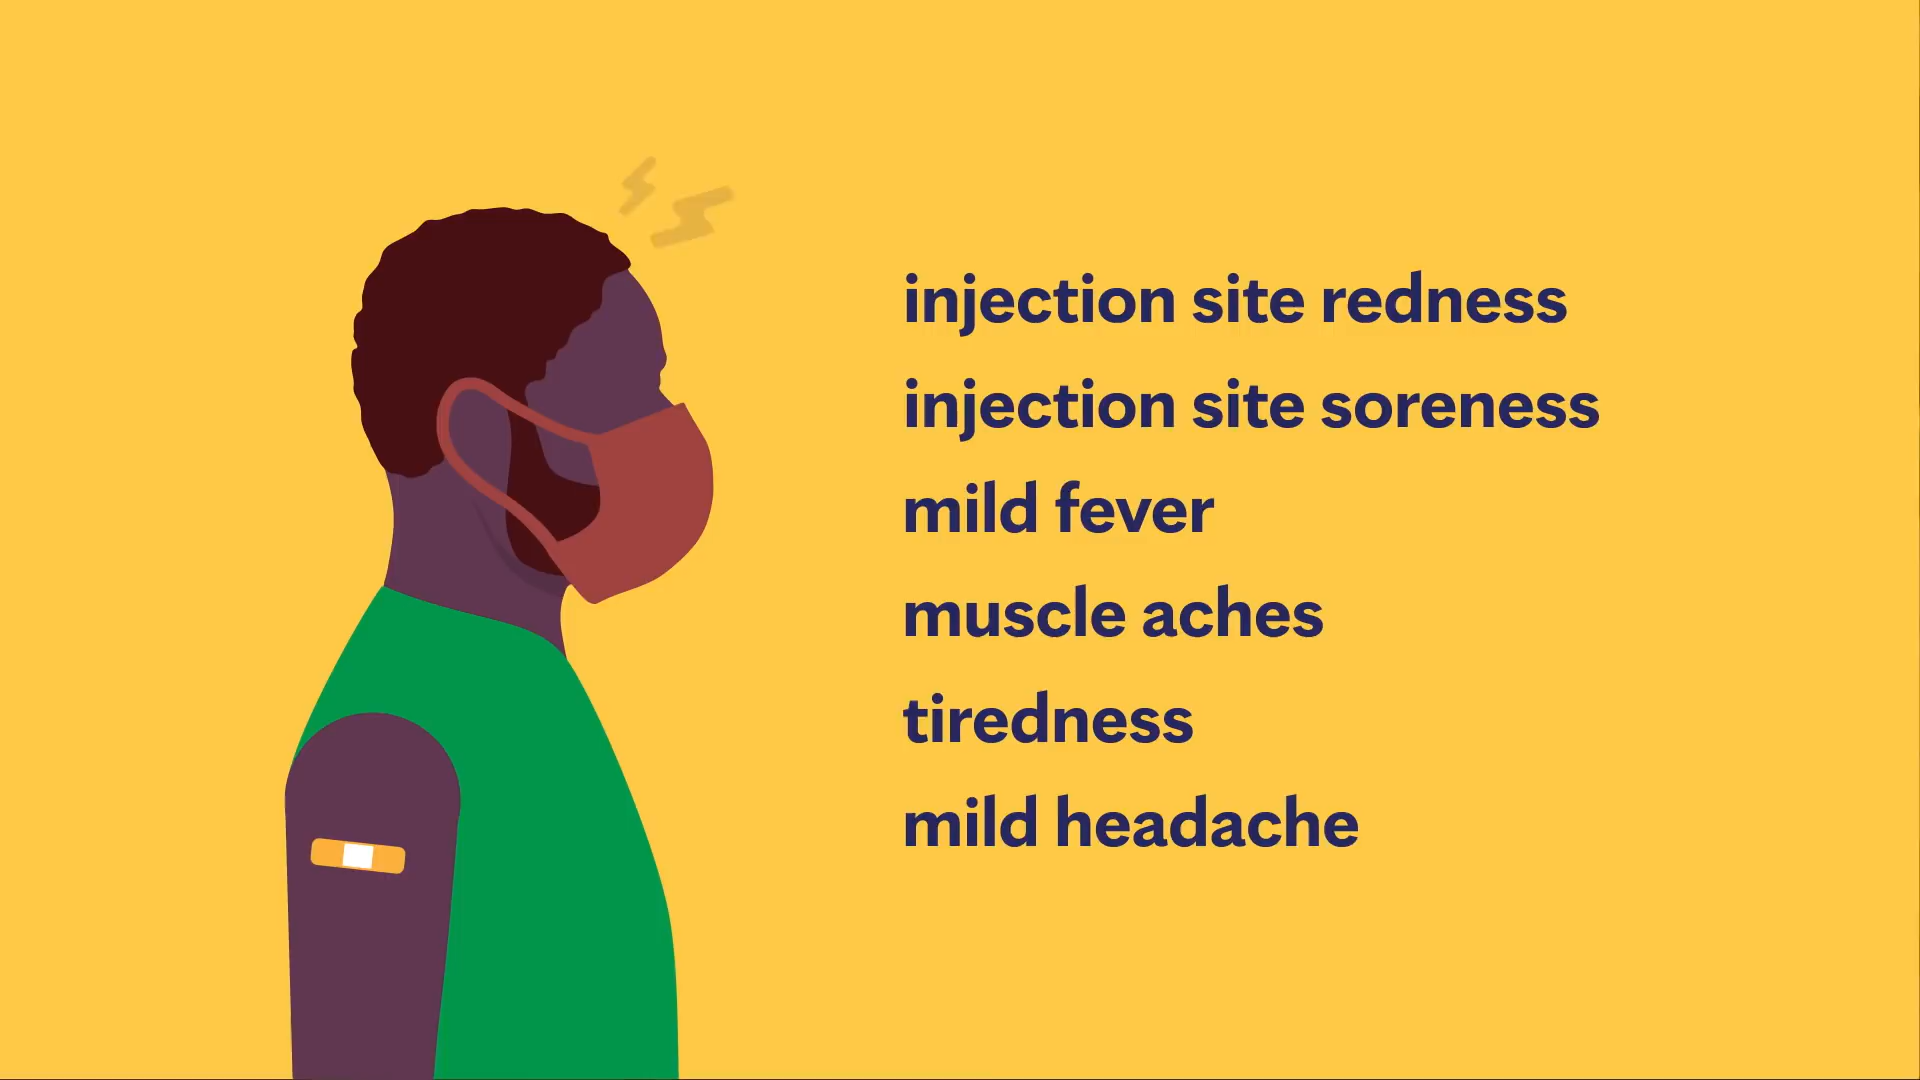 injection site redness
injection site soreness
mild fever
muscle aches
tiredness
mild headache